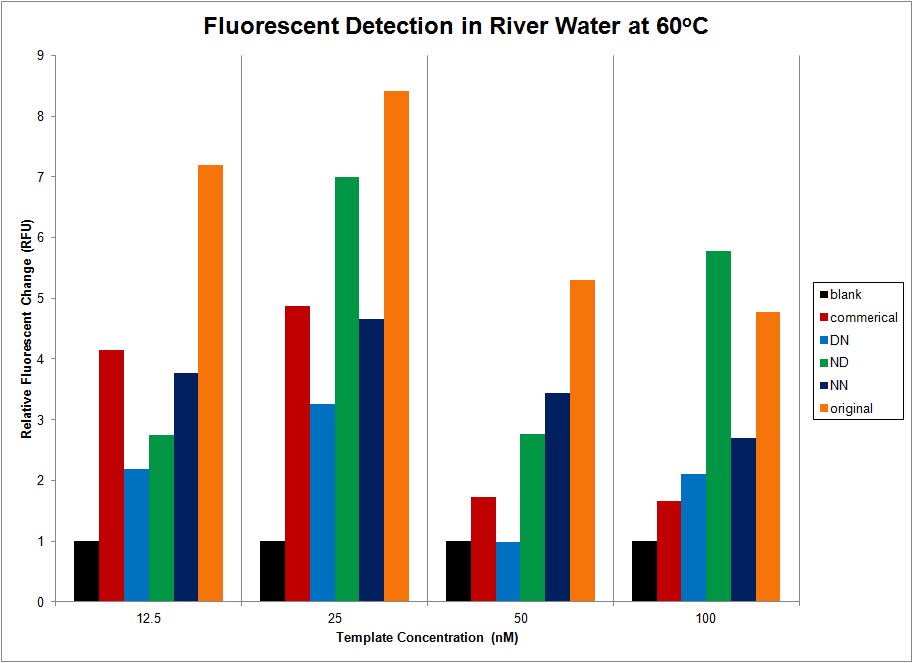 Fluorescent Detection in River Water at 60ºC
Relative Fluorescent Change (RFU)
9
8
7
6
5
4
3
2
1
0
12.5
25
50
100
Template Concentration (nM)
blank
commerical
DN
ND
NN
original